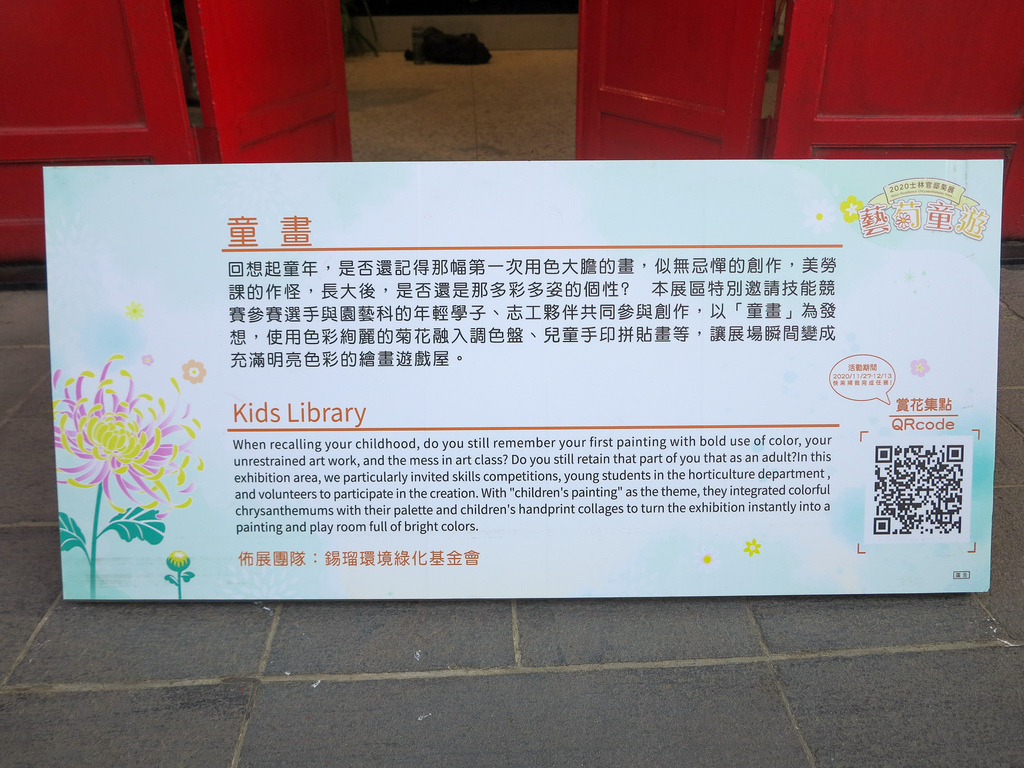 2020士林官邸菊展
藝菊童遊
童畫
回想起童年，是否還記得那幅第一次用色大膽的畫，似無忌憚的創作，美勞
課的作怪，長大後，是否還是那多彩多姿的個性？ 本展區特別邀請技能競
賽參賽選手與園藝科的年輕學子、志工夥伴共同參與創作，以「童畫」為發
想，使用色彩絢麗的菊花融入調色盤、兒童手印拼貼畫等，讓展場瞬間變成
充滿明亮色彩的繪畫遊戲屋。
Kids Library
When recalling your childhood, do you still remember your first painting with bold use of color, your
unrestrained art work, and the mess in art class? Do you still retain that part of you that as an adult?In this
exhibition area, we particularly invited skills competitions, young students in the horticulture department ,
and volunteers to participate in the creation. With "children's painting" as the theme, they integrated colorful
chrysanthemums with their palette and children's handprint collages to turn the exhibition instantly into a
painting and play room full of bright colors.
佈展團隊：錫瑠環境綠化基金會
活動期間
2020/11/27-12/13
賞花集點
QRcode
廣告